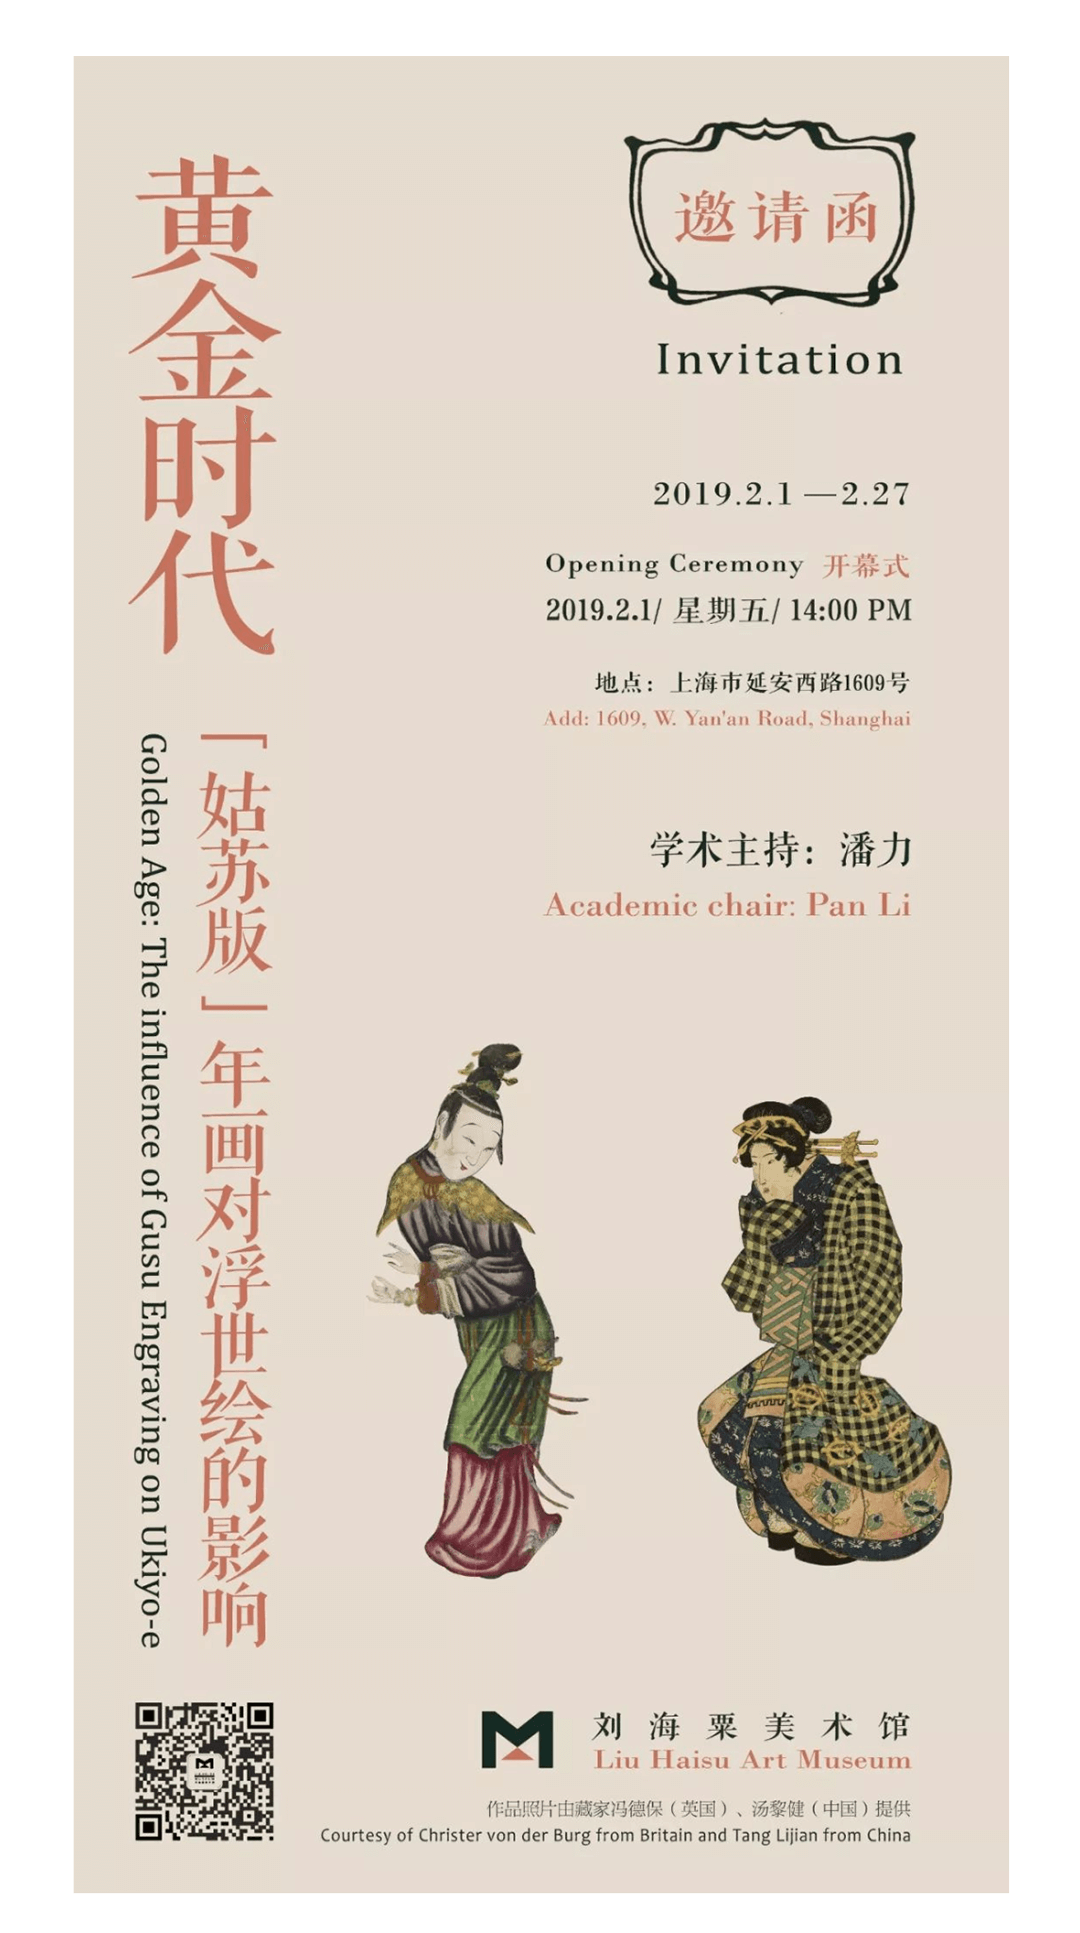 邀请函
Invitation
黄金时代
「姑苏版」年画对浮世绘的影响
Golden Age: The influence of Gusu Engraving on Ukiyo-e
2019.2.1—2.27
Opening Ceremony 开幕式
2019.2.1/ 星期五/ 14:00 PM
地点：上海市延安西路1609号
Add: 1609, W. Yan'an Road, Shanghai
学术主持：潘力
Academic chair: Pan Li
刘海粟美术馆
Liu Haisu Art Museum
作品照片由藏家冯德保（英国）、汤黎健（中国）提供
Courtesy of Christer von der Burg from Britain and Tang Lijian from China